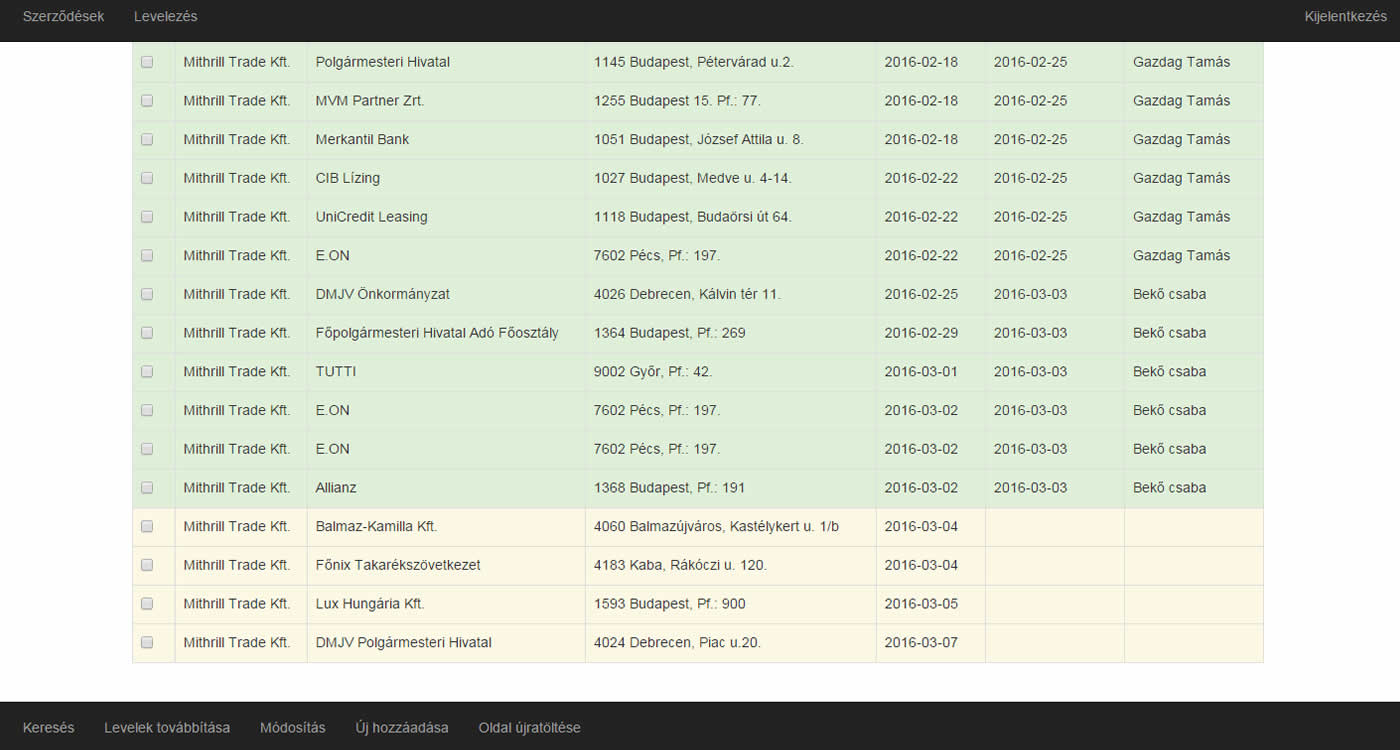 Szerződések Levelezés Kijelentkezés
Mithrill Trade Kft. Polgármesteri Hivatal 1145 Budapest, Pétervárad u.2. 2016-02-18 2016-02-25 Gazdag Tamás
Mithrill Trade Kft. MVM Partner Zrt. 1255 Budapest 15. Pf.: 77. 2016-02-18 2016-02-25 Gazdag Tamás
Mithrill Trade Kft. Merkantil Bank 1051 Budapest, József Attila u. 8. 2016-02-18 2016-02-25 Gazdag Tamás
Mithrill Trade Kft. CIB Lízing 1027 Budapest, Medve u. 4-14. 2016-02-22 2016-02-25 Gazdag Tamás
Mithrill Trade Kft. UniCredit Leasing 1118 Budapest, Budaörsi út 64. 2016-02-22 2016-02-25 Gazdag Tamás
Mithrill Trade Kft. E.ON 7602 Pécs, Pf.: 197. 2016-02-22 2016-02-25 Gazdag Tamás
Mithrill Trade Kft. DMJV Önkormányzat 4026 Debrecen, Kálvin tér 11. 2016-02-25 2016-03-03 Bekő csaba
Mithrill Trade Kft. Főpolgármesteri Hivatal Adó Főosztály 1364 Budapest, Pf.: 269 2016-02-29 2016-03-03 Bekő csaba
Mithrill Trade Kft. TUTTI 9002 Győr, Pf.: 42. 2016-03-01 2016-03-03 Bekő csaba
Mithrill Trade Kft. E.ON 7602 Pécs, Pf.: 197. 2016-03-02 2016-03-03 Bekő csaba
Mithrill Trade Kft. E.ON 7602 Pécs, Pf.: 197. 2016-03-02 2016-03-03 Bekő csaba
Mithrill Trade Kft. Allianz 1368 Budapest, Pf.: 191 2016-03-02 2016-03-03 Bekő csaba
Mithrill Trade Kft. Balmaz-Kamilla Kft. 4060 Balmazújváros, Kastélykert u. 1/b 2016-03-04
Mithrill Trade Kft. Főnix Takarékszövetkezet 4183 Kaba, Rákóczi u. 120. 2016-03-04
Mithrill Trade Kft. Lux Hungária Kft. 1593 Budapest, Pf.: 900 2016-03-05
Mithrill Trade Kft. DMJV Polgármesteri Hivatal 4024 Debrecen, Piac u.20. 2016-03-07
Keresés Levelek továbbítása Módosítás Új hozzáadása Oldal újratöltése